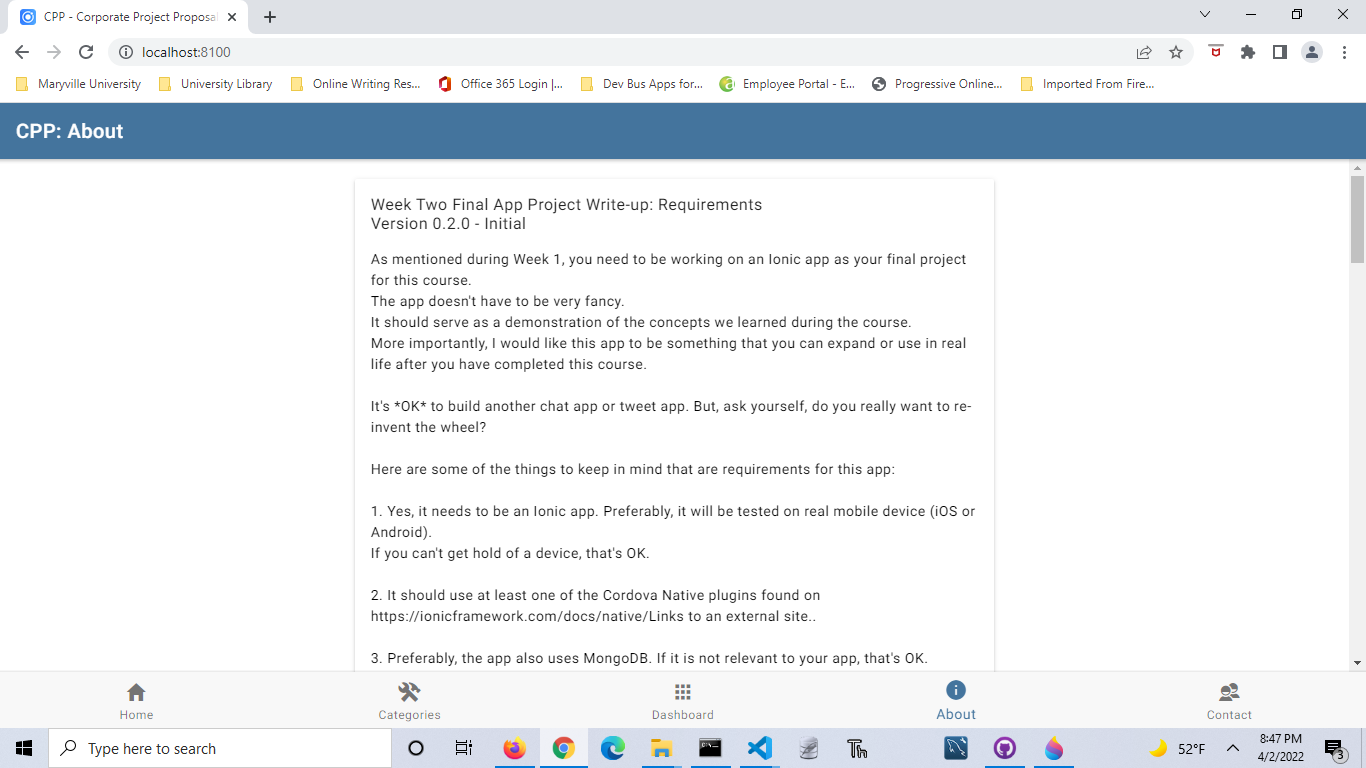 CPP - Corporate Project Proposal
localhost:8100
Maryville University
University Library
Online Writing Res...
Office 365 Login |...
Dev Bus Apps for...
Employee Portal - E...
Progressive Online...
Imported From Fire...
CPP: About
Week Two Final App Project Write-up: Requirements
Version 0.2.0 - Initial
As mentioned during Week 1, you need to be working on an Ionic app as your final project
for this course.
The app doesn't have to be very fancy.
It should serve as a demonstration of the concepts we learned during the course.
More importantly, I would like this app to be something that you can expand or use in real
life after you have completed this course.
It's *OK* to build another chat app or tweet app. But, ask yourself, do you really want to re-
invent the wheel?
Here are some of the things to keep in mind that are requirements for this app:
1. Yes, it needs to be an Ionic app. Preferably, it will be tested on real mobile device (iOS or
Android).
If you can't get hold of a device, that's OK.
2. It should use at least one of the Cordova Native plugins found on
https://ionicframework.com/docs/native/Links to an external site..
3. Preferably, the app also uses MongoDB. If it is not relevant to your app, that's OK.
Home
Categories
Dashboard
About
Contact
Type here to search
52°F
8:47 PM
4/2/2022
3